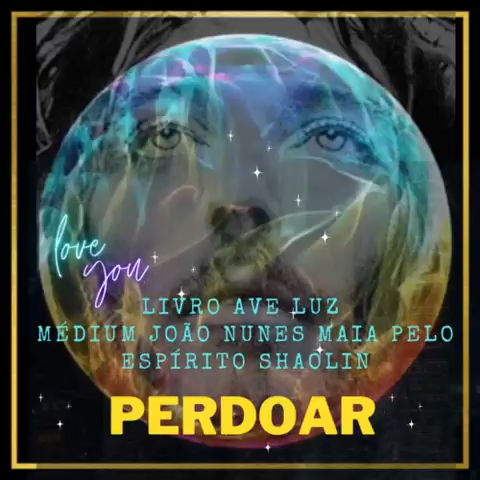 love
you
LIVRO AVE LUZ
MÉDIUM JOÃO NUNES MAIA PELO
ESPÍRITO SHAOLIN
PERDOAR